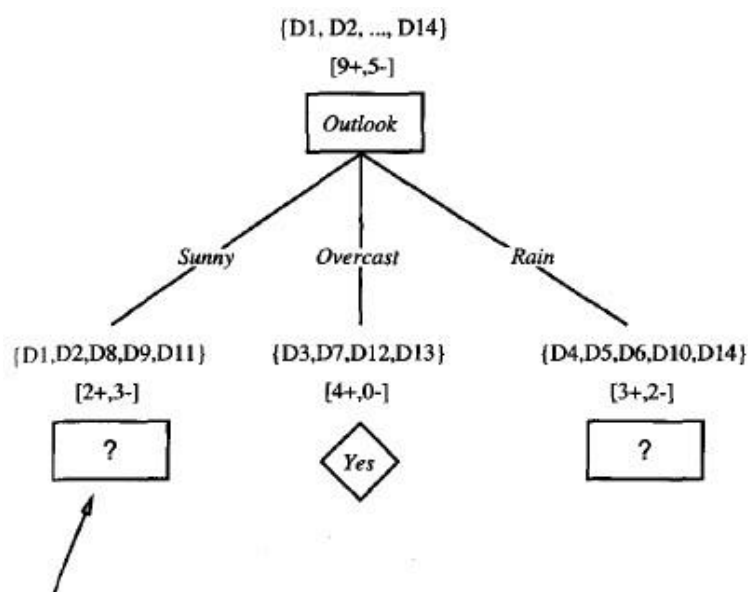 {D1, D2, ..., D14}
[9+,5-]
Outlook
Sunny Overcast Rain
{D1,D2,D8,D9,D11} {D3,D7,D12,D13} {D4,D5,D6,D10,D14}
[2+,3-] [4+,0-] [3+,2-]
? Yes ?